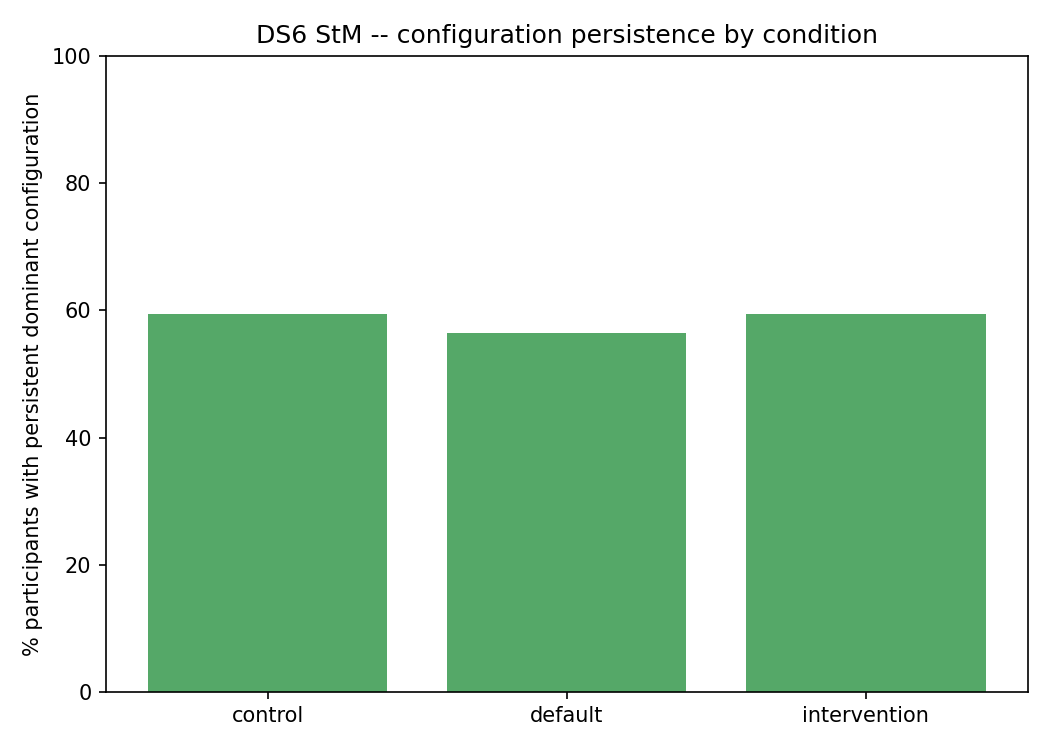 DS6 StM -- configuration persistence by condition
% participants with persistent dominant configuration
100
80
60
40
20
0
control
default
intervention